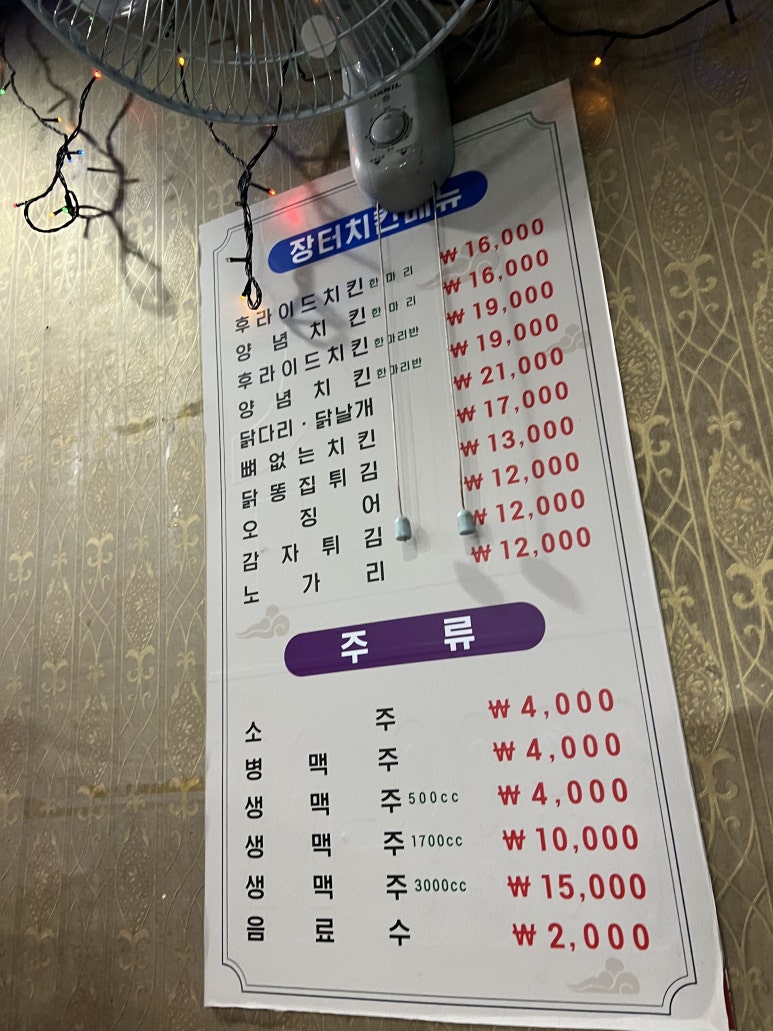 HANIL
장터치킨메뉴
후라이드치킨 한마리 ₩16,000
양념치킨 한마리 ₩16,000
후라이드치킨 한마리반 ₩19,000
양념치킨 한마리반 ₩19,000
닭다리·닭날개 ₩21,000
뼈없는치킨 ₩17,000
닭똥집튀김 ₩13,000
오징어 ₩12,000
감자튀김 ₩12,000
노가리 ₩12,000
주류
소주 ₩4,000
병맥주 ₩4,000
생맥주 500cc ₩4,000
생맥주 1700cc ₩10,000
생맥주 3000cc ₩15,000
음료수 ₩2,000